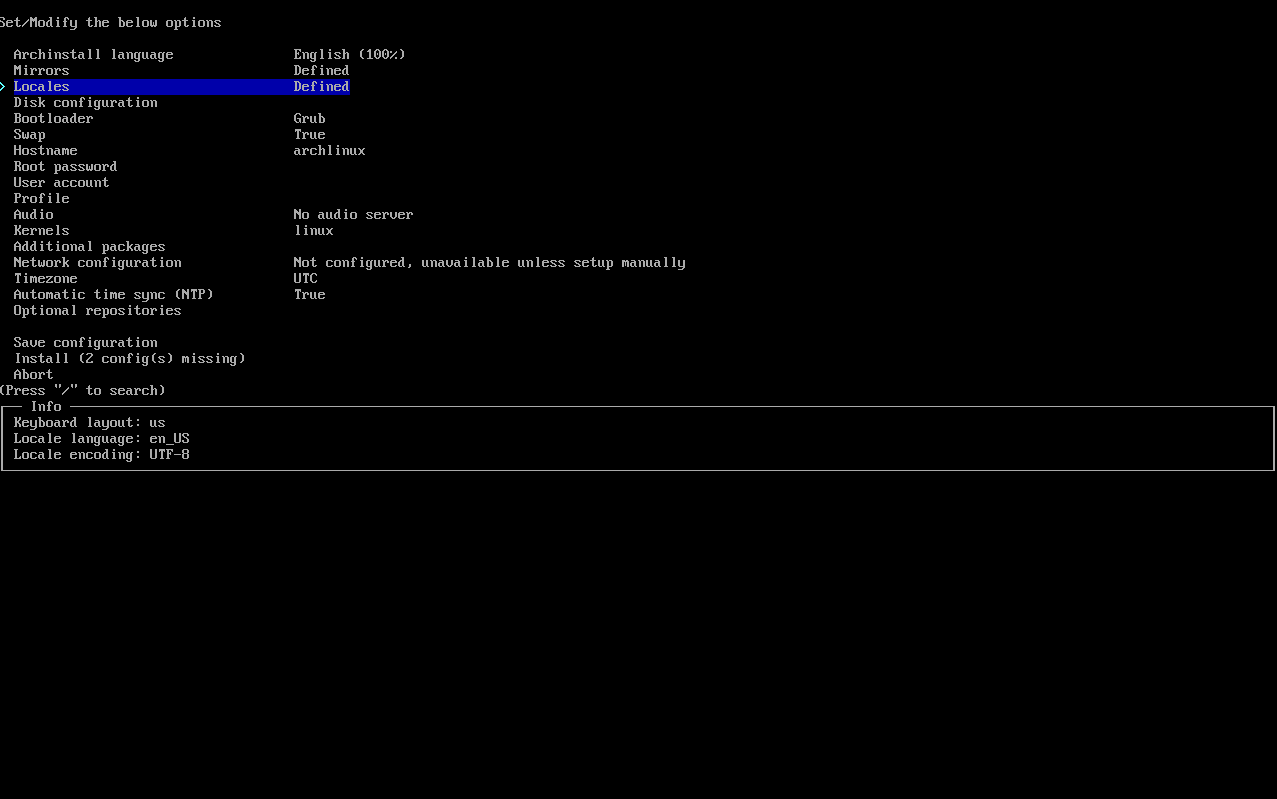 Set/Modify the below options
Archinstall language English (100%)
Mirrors Defined
> Locales Defined
Disk configuration
Bootloader Grub
Swap True
Hostname archlinux
Root password
User account
Profile
Audio No audio server
Kernels linux
Additional packages
Network configuration Not configured, unavailable unless setup manually
Timezone UTC
Automatic time sync (NTP) True
Optional repositories
Save configuration
Install (2 config(s) missing)
Abort
(Press "/" to search)
Info
Keyboard layout: us
Locale language: en_US
Locale encoding: UTF-8